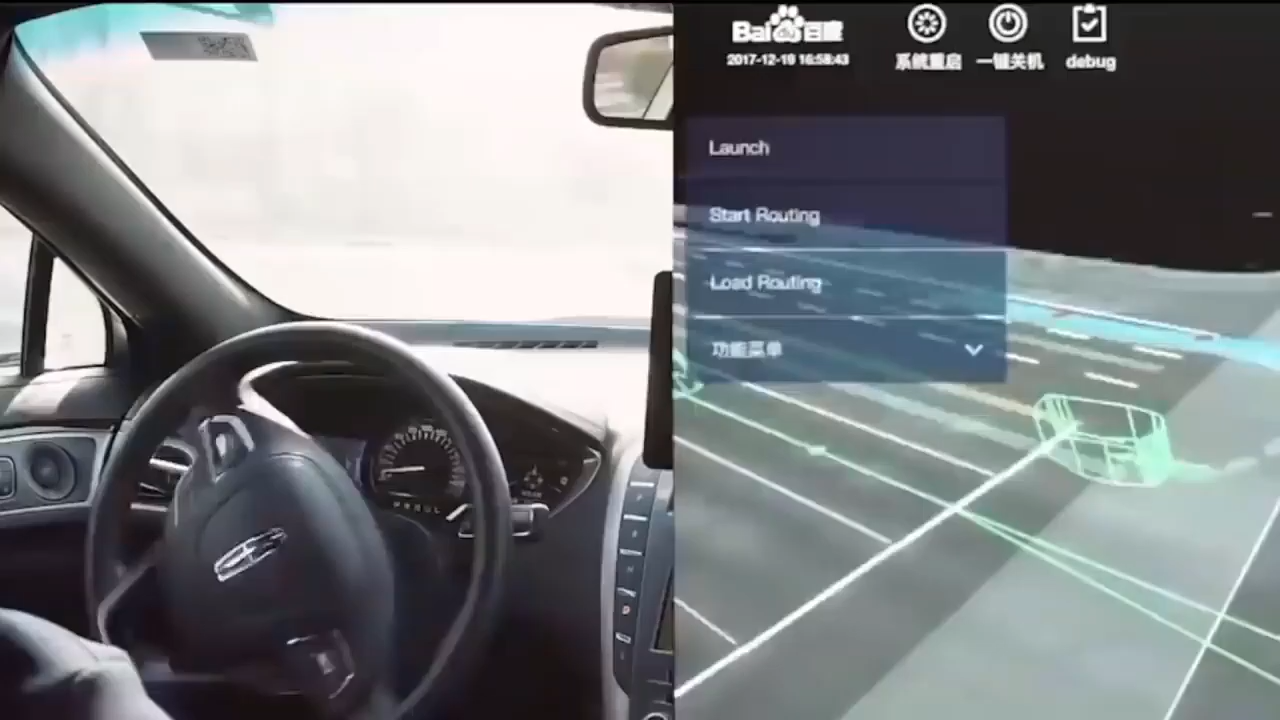 Bai百度
2017-12-19 16:58:43
系统重启
一键关机
debug
Launch
Start Routing
Load Routing
功能菜单